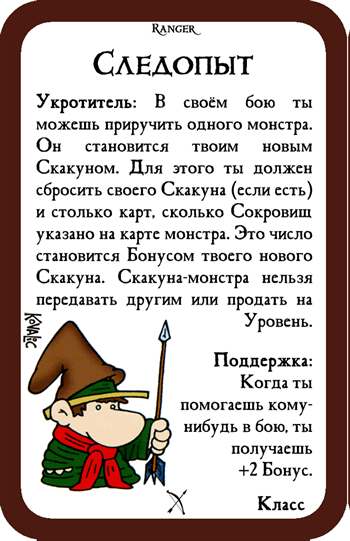 Ranger
Следопыт
Укротитель: В своём бою ты
можешь приручить одного монстра.
Он становится твоим новым
Скакуном. Для этого ты должен
сбросить своего Скакуна (если есть)
и столько карт, сколько Сокровищ
указано на карте монстра. Это число
становится Бонусом твоего нового
Скакуна. Скакуна-монстра нельзя
передавать другим или продать на
Уровень.
Kovalic
Поддержка:
Когда ты
помогаешь кому-
нибудь в бою, ты
получаешь
+2 Бонус.
Класс